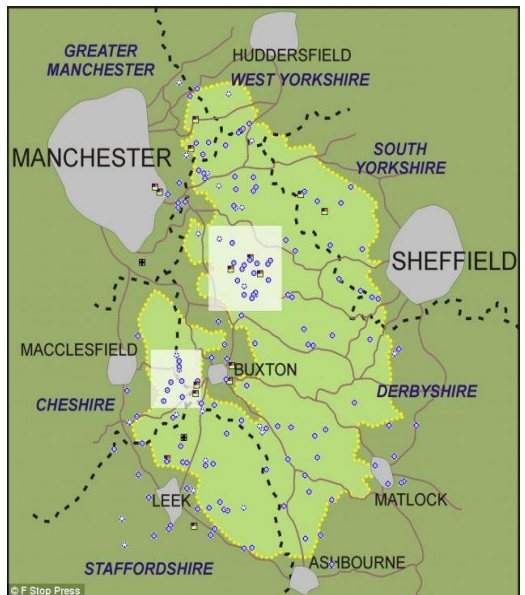 GREATER
MANCHESTER
HUDDERSFIELD
WEST YORKSHIRE
MANCHESTER
SOUTH
YORKSHIRE
SHEFFIELD
MACCLESFIELD
BUXTON
CHESHIRE
DERBYSHIRE
MATLOCK
LEEK
ASHBOURNE
STAFFORDSHIRE
© F Stop Press